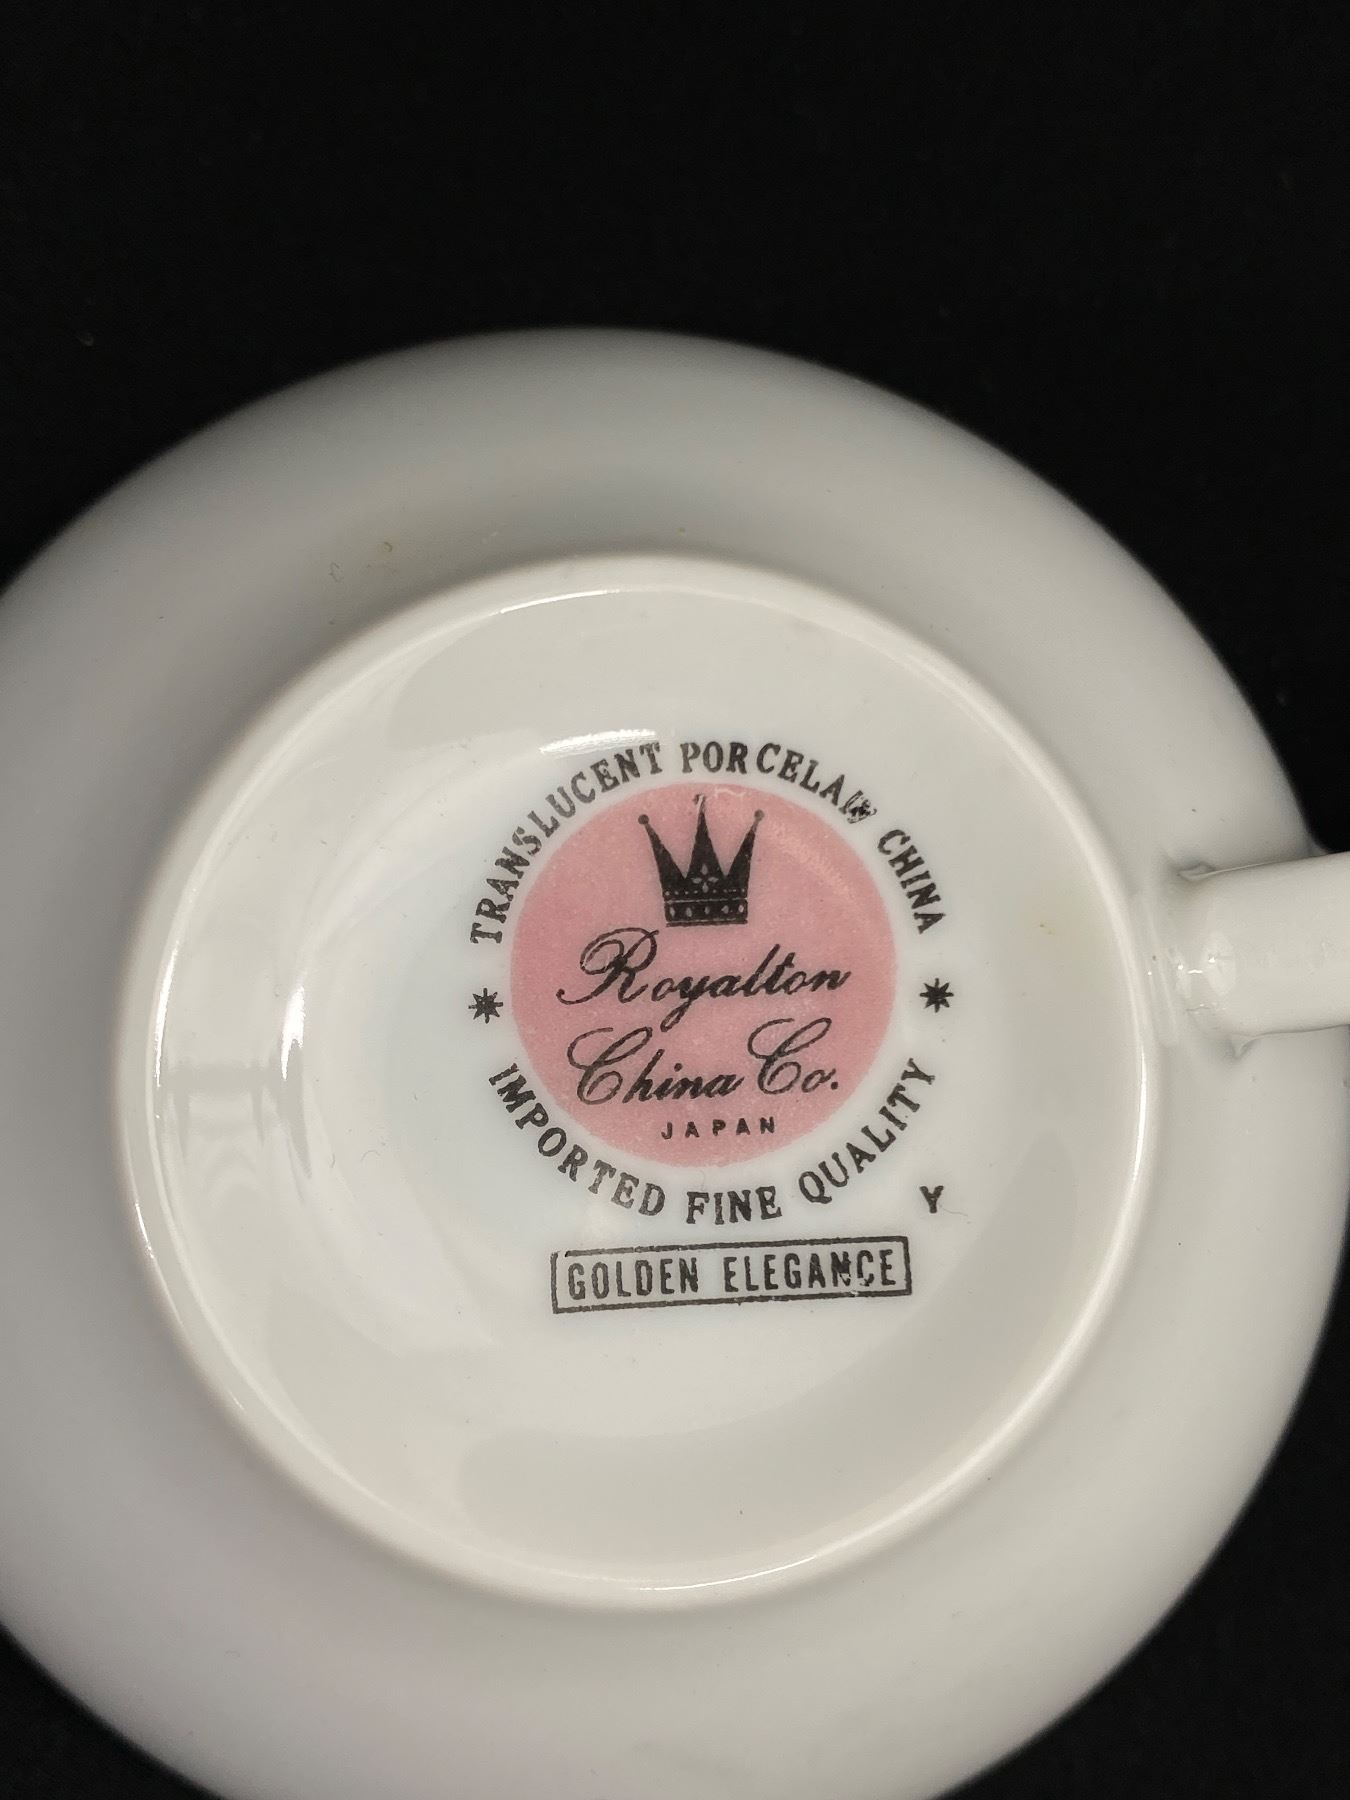 TRANSLUCENT PORCELAIN CHINA
Royalton
China Co.
JAPAN
IMPORTED FINE QUALITY
Y
GOLDEN ELEGANCE